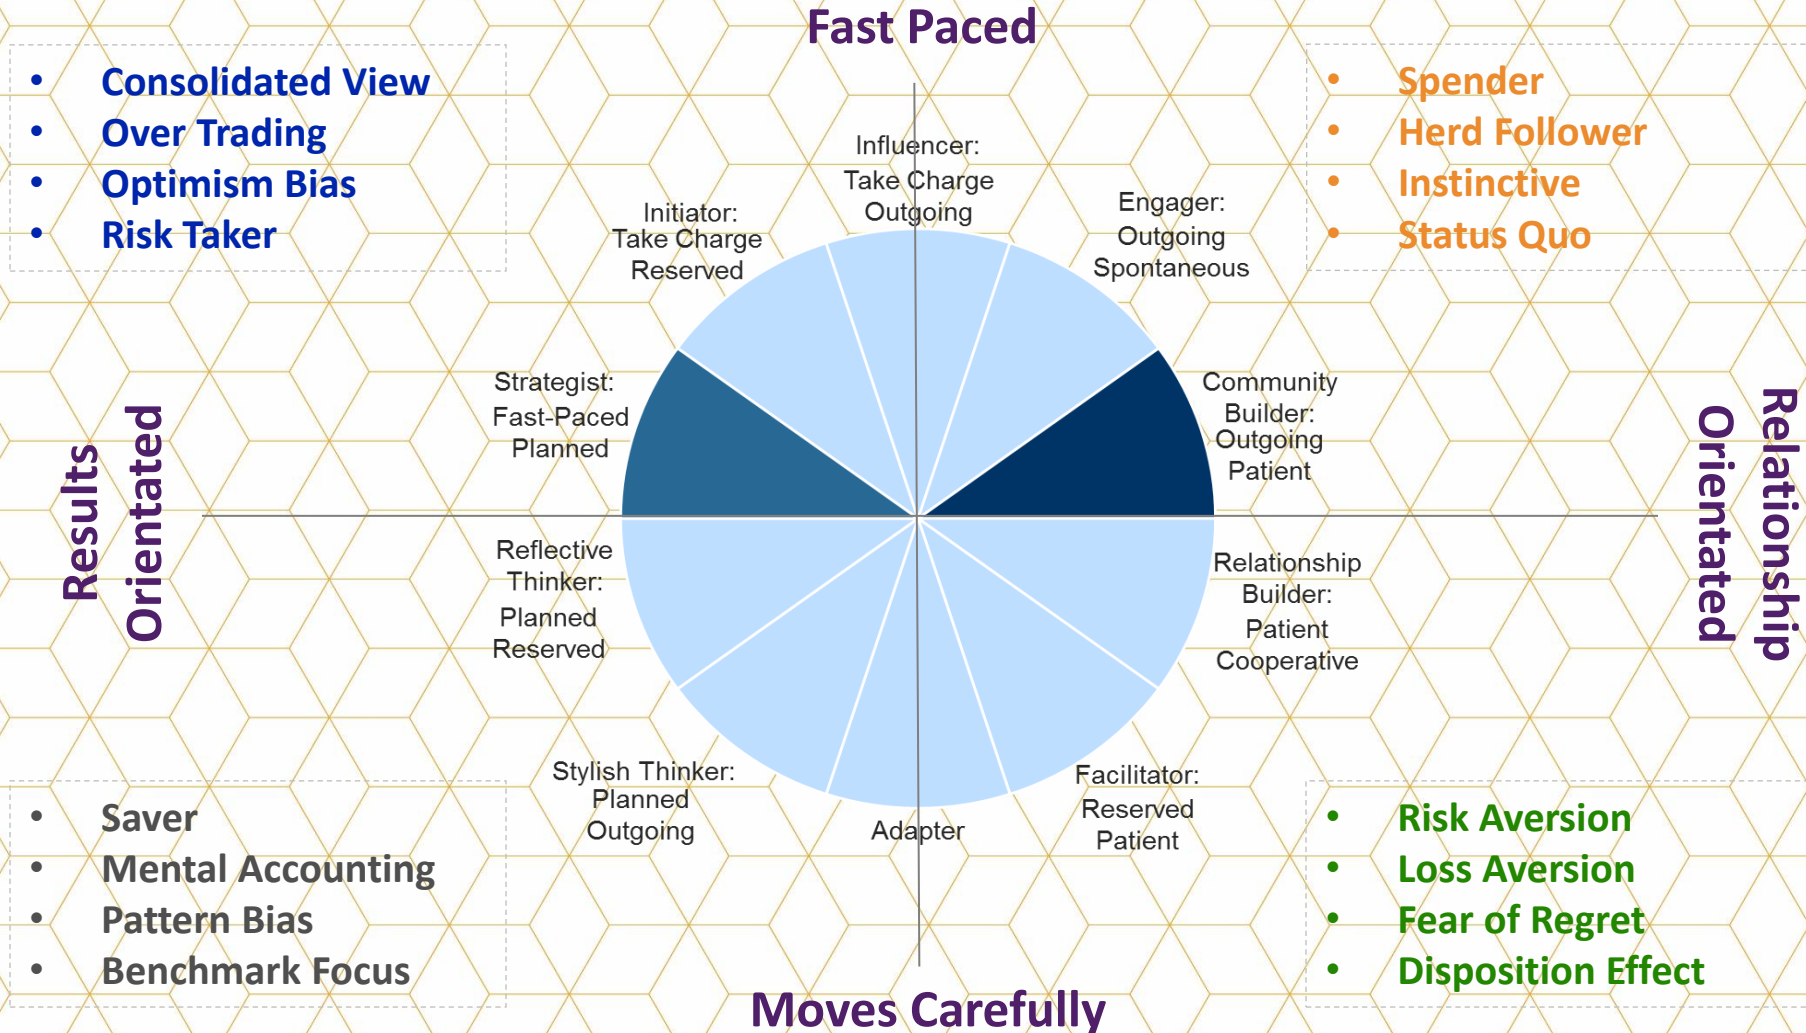 Fast Paced
• Consolidated View
• Over Trading
• Optimism Bias
• Risk Taker
• Spender
• Herd Follower
• Instinctive
• Status Quo
Influencer:
Take Charge
Outgoing
Initiator:
Take Charge
Reserved
Engager:
Outgoing
Spontaneous
Strategist:
Fast-Paced
Planned
Community
Builder:
Outgoing
Patient
Results
Orientated
Relationship
Orientated
Reflective
Thinker:
Planned
Reserved
Relationship
Builder:
Patient
Cooperative
Stylish Thinker:
Planned
Outgoing
Adapter
Facilitator:
Reserved
Patient
• Saver
• Mental Accounting
• Pattern Bias
• Benchmark Focus
• Risk Aversion
• Loss Aversion
• Fear of Regret
• Disposition Effect
Moves Carefully